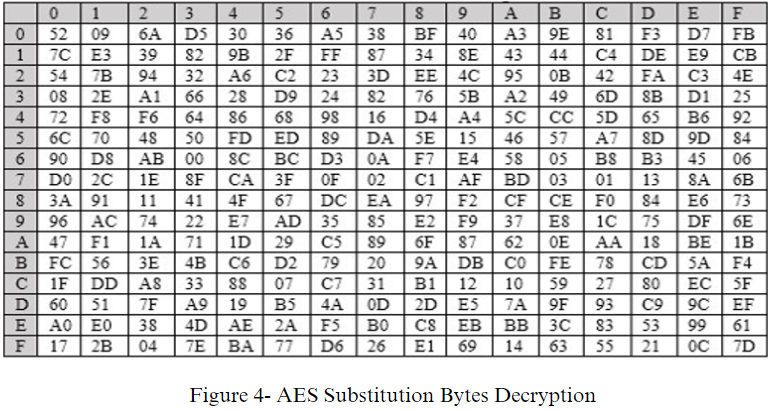 0 1 2 3 4 5 6 7 8 9 A B C D E F
0 52 09 6A D5 30 36 A5 38 BF 40 A3 9E 81 F3 D7 FB
1 7C E3 39 82 9B 2F FF 87 34 8E 43 44 C4 DE E9 CB
2 54 7B 94 32 A6 C2 23 3D EE 4C 95 0B 42 FA C3 4E
3 08 2E A1 66 28 D9 24 82 76 5B A2 49 6D 8B D1 25
4 72 F8 F6 64 86 68 98 16 D4 A4 5C CC 5D 65 B6 92
5 6C 70 48 50 FD ED 89 DA 5E 15 46 57 A7 8D 9D 84
6 90 D8 AB 00 8C BC D3 0A F7 E4 58 05 B8 B3 45 06
7 D0 2C 1E 8F CA 3F 0F 02 C1 AF BD 03 01 13 8A 6B
8 3A 91 11 41 4F 67 DC EA 97 F2 CF CE F0 84 E6 73
9 96 AC 74 22 E7 AD 35 85 E2 F9 37 E8 1C 75 DF 6E
A 47 F1 1A 71 1D 29 C5 89 6F 87 62 0E AA 18 BE 1B
B FC 56 3E 4B C6 D2 79 20 9A DB C0 FE 78 CD 5A F4
C 1F DD A8 33 88 07 C7 31 B1 12 10 59 27 80 EC 5F
D 60 51 7F A9 19 B5 4A 0D 2D E5 7A 9F 93 C9 9C EF
E A0 E0 38 4D AE 2A F5 B0 C8 EB BB 3C 83 53 99 61
F 17 2B 04 7E BA 77 D6 26 E1 69 14 63 55 21 0C 7D
Figure 4- AES Substitution Bytes Decryption